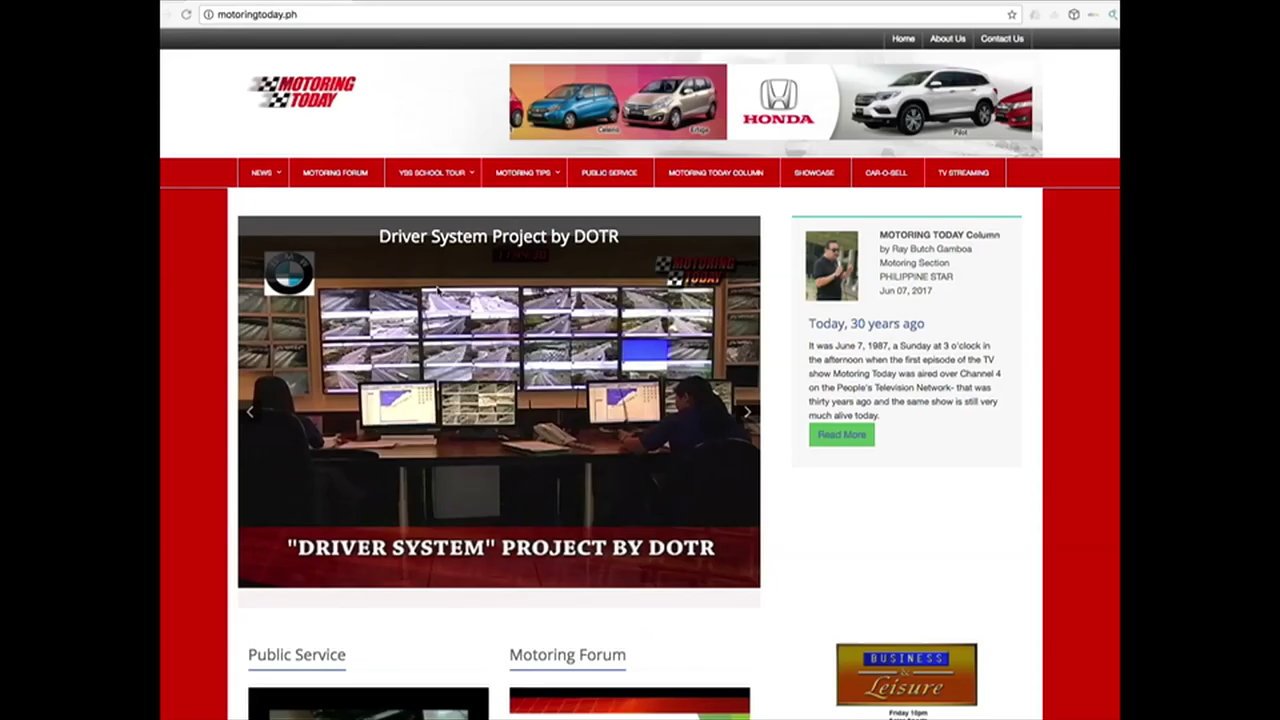 motoringtoday.ph
Home
About Us
Contact Us
MOTORING
TODAY
Celerio
Ertiga
HONDA
Pilot
NEWS
MOTORING FORUM
YSS SCHOOL TOUR
MOTORING TIPS
PUBLIC SERVICE
MOTORING TODAY COLUMN
SHOWCASE
CAR-O-SELL
TV STREAMING
Driver System Project by DOTR
BMW
MOTORING
TODAY
"DRIVER SYSTEM" PROJECT BY DOTR
MOTORING TODAY Column
by Ray Butch Gamboa
Motoring Section
PHILIPPINE STAR
Jun 07, 2017
Today, 30 years ago
It was June 7, 1987, a Sunday at 3 o'clock in
the afternoon when the first episode of the TV
show Motoring Today was aired over Channel 4
on the People's Television Network- that was
thirty years ago and the same show is still very
much alive today.
Read More
Public Service
Motoring Forum
BUSINESS
&
Leisure
Friday 10pm